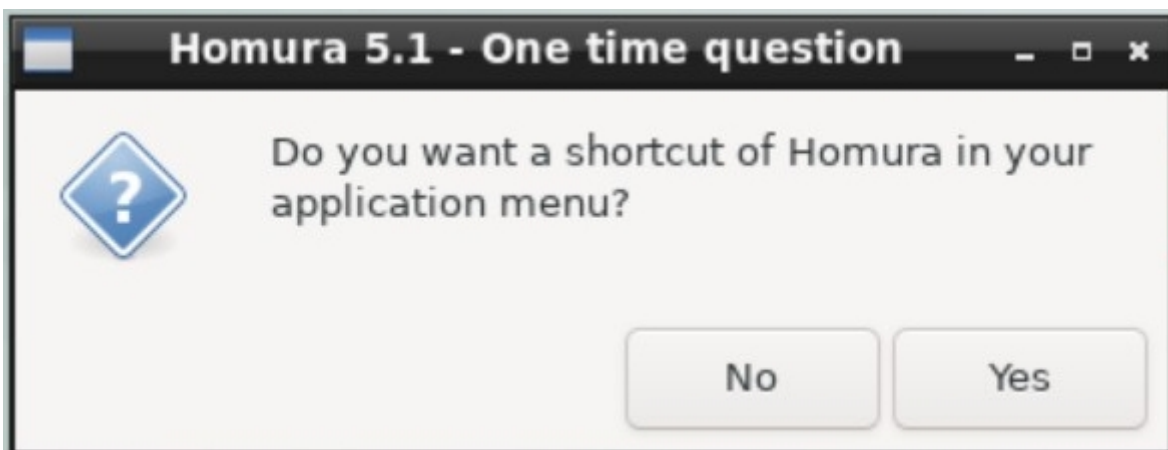 Homura 5.1 - One time question
Do you want a shortcut of Homura in your
application menu?
No
Yes